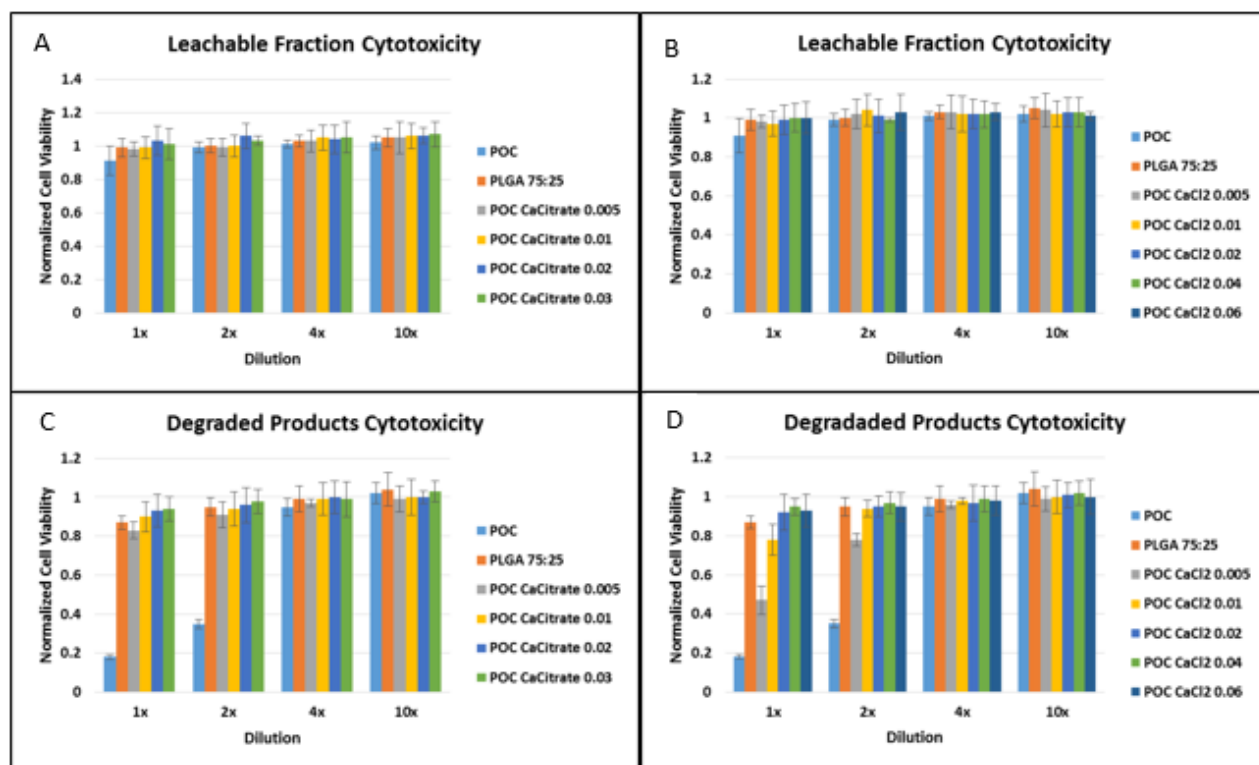 A
Leachable Fraction Cytotoxicity
Normalized Cell Viability
1.4
1.2
1
0.8
0.6
0.4
0.2
0
1x 2x 4x 10x
Dilution
POC
PLGA 75:25
POC CaCitrate 0.005
POC CaCitrate 0.01
POC CaCitrate 0.02
POC CaCitrate 0.03
B
Leachable Fraction Cytotoxicity
Normalized Cell Viability
1.2
1
0.8
0.6
0.4
0.2
0
1x 2x 4x 10x
Dilution
POC
PLGA 75:25
POC CaCl2 0.005
POC CaCl2 0.01
POC CaCl2 0.02
POC CaCl2 0.04
POC CaCl2 0.06
C
Degraded Products Cytotoxicity
Normalized Cell Viability
1.2
1
0.8
0.6
0.4
0.2
0
1x 2x 4x 10x
Dilution
POC
PLGA 75:25
POC CaCitrate 0.005
POC CaCitrate 0.01
POC CaCitrate 0.02
POC CaCitrate 0.03
D
Degradaded Products Cytotoxicity
Normalized Cell Viability
1.2
1
0.8
0.6
0.4
0.2
0
1x 2x 4x 10x
Dilution
POC
PLGA 75:25
POC CaCl2 0.005
POC CaCl2 0.01
POC CaCl2 0.02
POC CaCl2 0.04
POC CaCl2 0.06